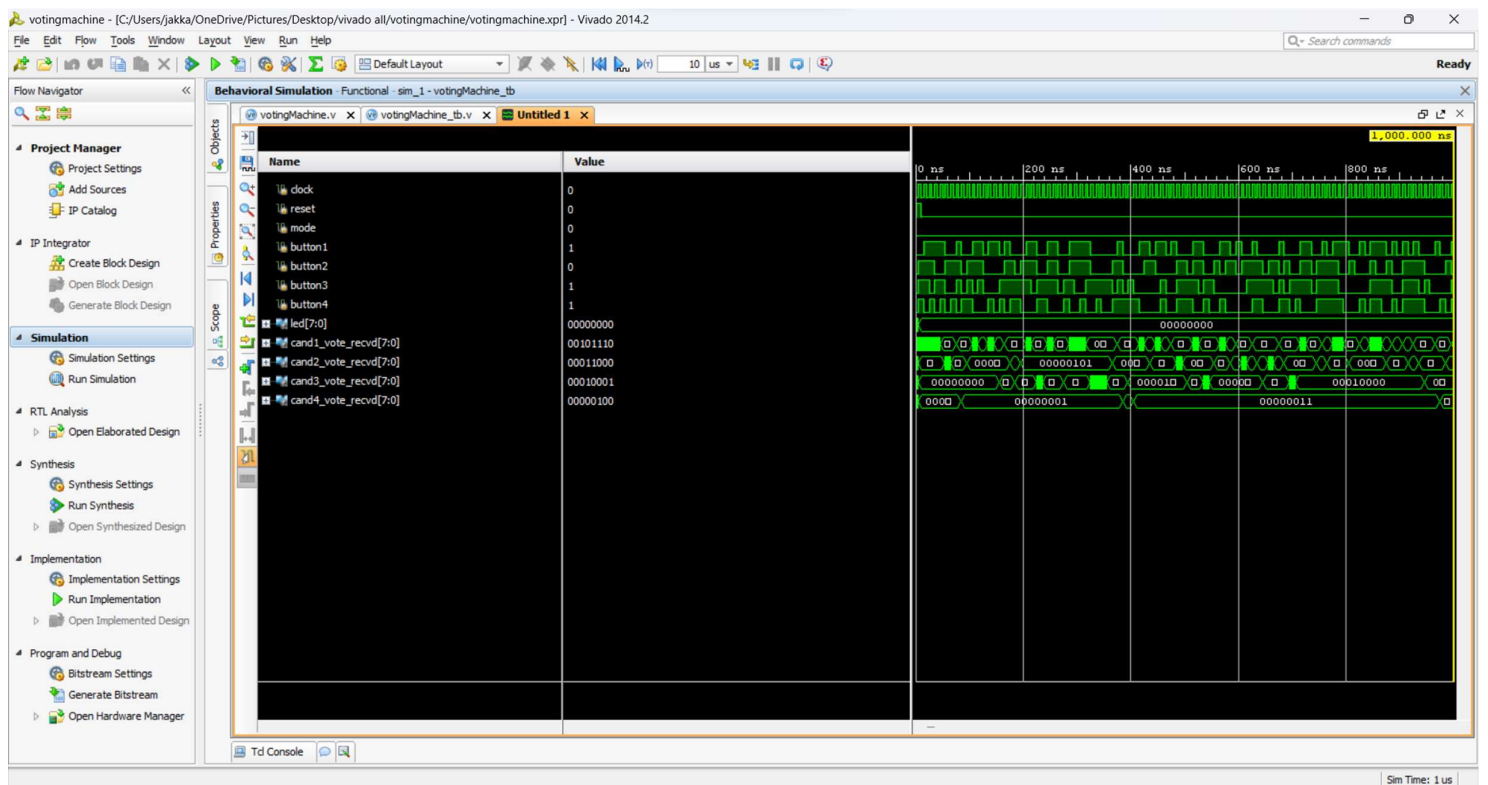 votingmachine - [C:/Users/jakka/OneDrive/Pictures/Desktop/vivado all/votingmachine/votingmachine.xpr] - Vivado 2014.2
File Edit Flow Tools Window Layout View Run Help
Search commands
Default Layout
10 us
Ready
Flow Navigator
Project Manager
Project Settings
Add Sources
IP Catalog
IP Integrator
Create Block Design
Open Block Design
Generate Block Design
Simulation
Simulation Settings
Run Simulation
RTL Analysis
Open Elaborated Design
Synthesis
Synthesis Settings
Run Synthesis
Open Synthesized Design
Implementation
Implementation Settings
Run Implementation
Open Implemented Design
Program and Debug
Bitstream Settings
Generate Bitstream
Open Hardware Manager
Behavioral Simulation - Functional - sim_1 - votingMachine_tb
Objects
Properties
Scope
votingMachine.v votingMachine_tb.v Untitled 1
1,000.000 ns
Name Value
0 ns 200 ns 400 ns 600 ns 800 ns
clock 0
reset 0
mode 0
button1 1
button2 0
button3 1
button4 1
led[7:0] 00000000 00000000
cand1_vote_recvd[7:0] 00101110
cand2_vote_recvd[7:0] 00011000 00000101
cand3_vote_recvd[7:0] 00010001 00000000 00010000
cand4_vote_recvd[7:0] 00000100 00000001 00000011
Tcl Console
Sim Time: 1 us